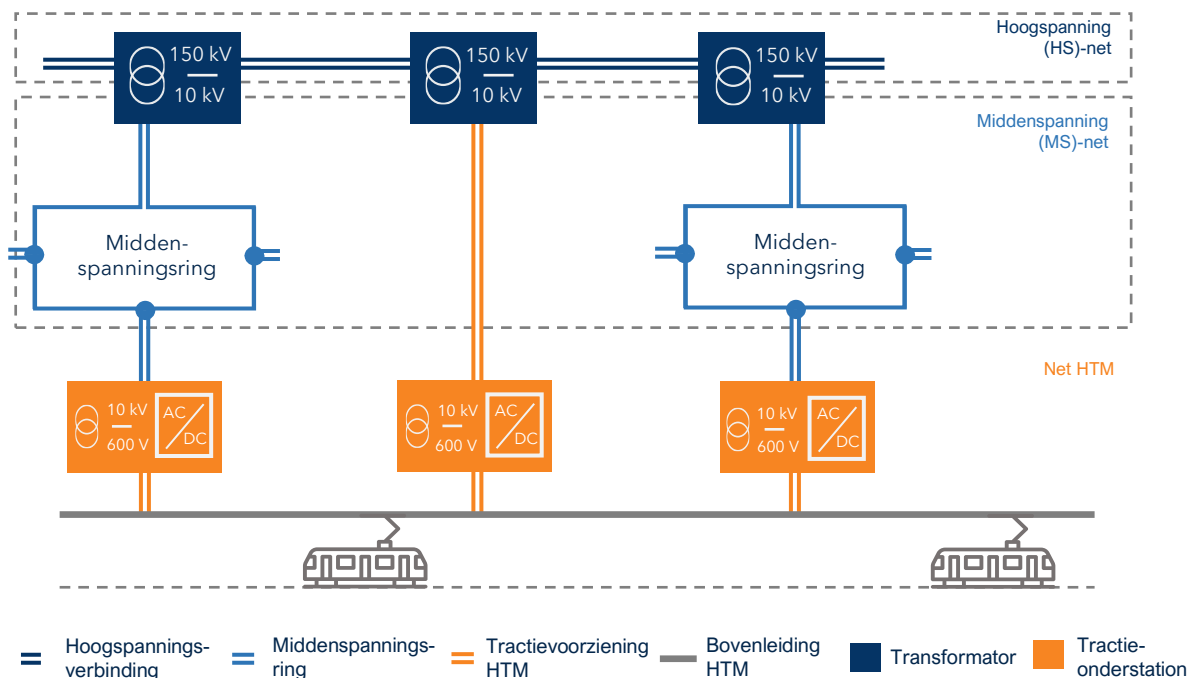 Hoogspanning
(HS)-net
150 kV
10 kV
150 kV
10 kV
150 kV
10 kV
Middenspanning
(MS)-net
Midden-
spanningsring
Midden-
spanningsring
Net HTM
10 kV
600 V
AC
DC
10 kV
600 V
AC
DC
10 kV
600 V
AC
DC
Hoogspannings-
verbinding
Middenspannings-
ring
Tractievoorziening
HTM
Bovenleiding
HTM
Transformator
Tractie-
onderstation